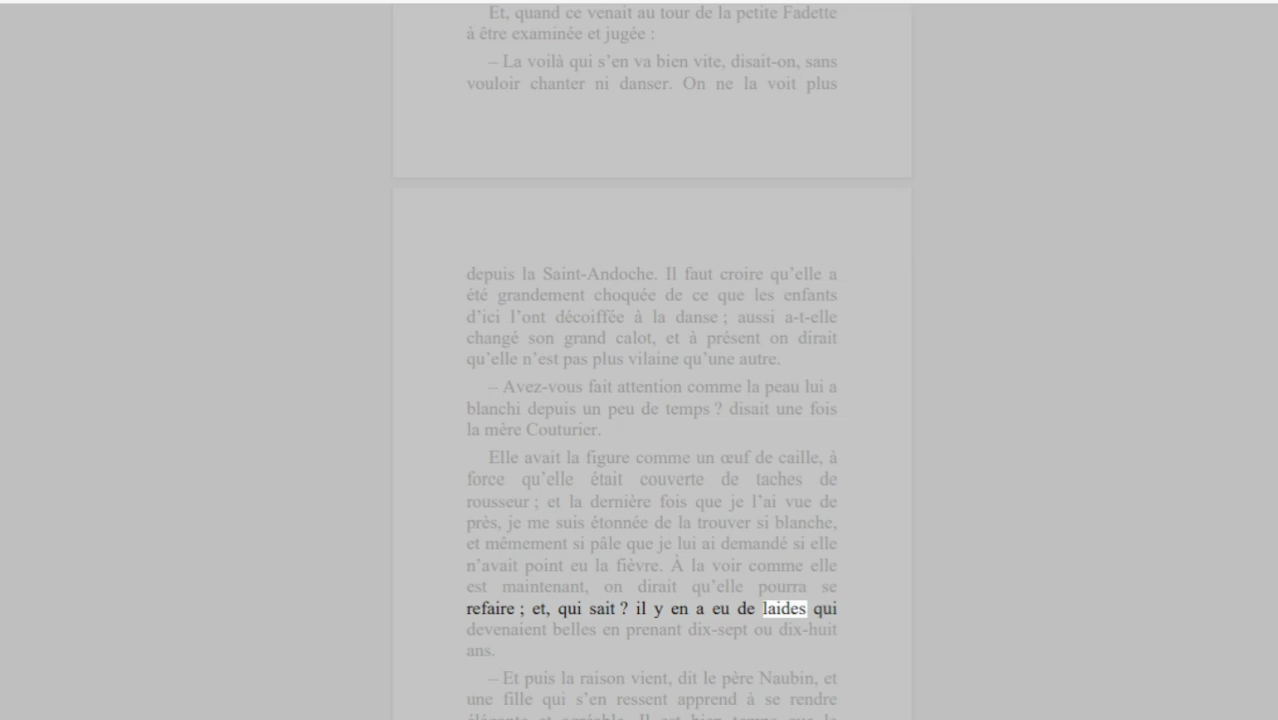 Et, quand ce venait au tour de la petite Fadette
à être examinée et jugée :
– La voilà qui s’en va bien vite, disait-on, sans
vouloir chanter ni danser. On ne la voit plus
depuis la Saint-Andoche. Il faut croire qu’elle a
été grandement choquée de ce que les enfants
d’ici l’ont décoiffée à la danse ; aussi a-t-elle
changé son grand calot, et à présent on dirait
qu’elle n’est pas plus vilaine qu’une autre.
– Avez-vous fait attention comme la peau lui a
blanchi depuis un peu de temps ? disait une fois
la mère Couturier.
Elle avait la figure comme un œuf de caille, à
force qu’elle était couverte de taches de
rousseur ; et la dernière fois que je l’ai vue de
près, je me suis étonnée de la trouver si blanche,
et mêmement si pâle que je lui ai demandé si elle
n’avait point eu la fièvre. À la voir comme elle
est maintenant, on dirait qu’elle pourra se
refaire ; et, qui sait ? il y en a eu de laides qui
devenaient belles en prenant dix-sept ou dix-huit
ans.
– Et puis la raison vient, dit le père Naubin, et
une fille qui s’en ressent apprend à se rendre
élégante et agréable. Il est bien temps que le